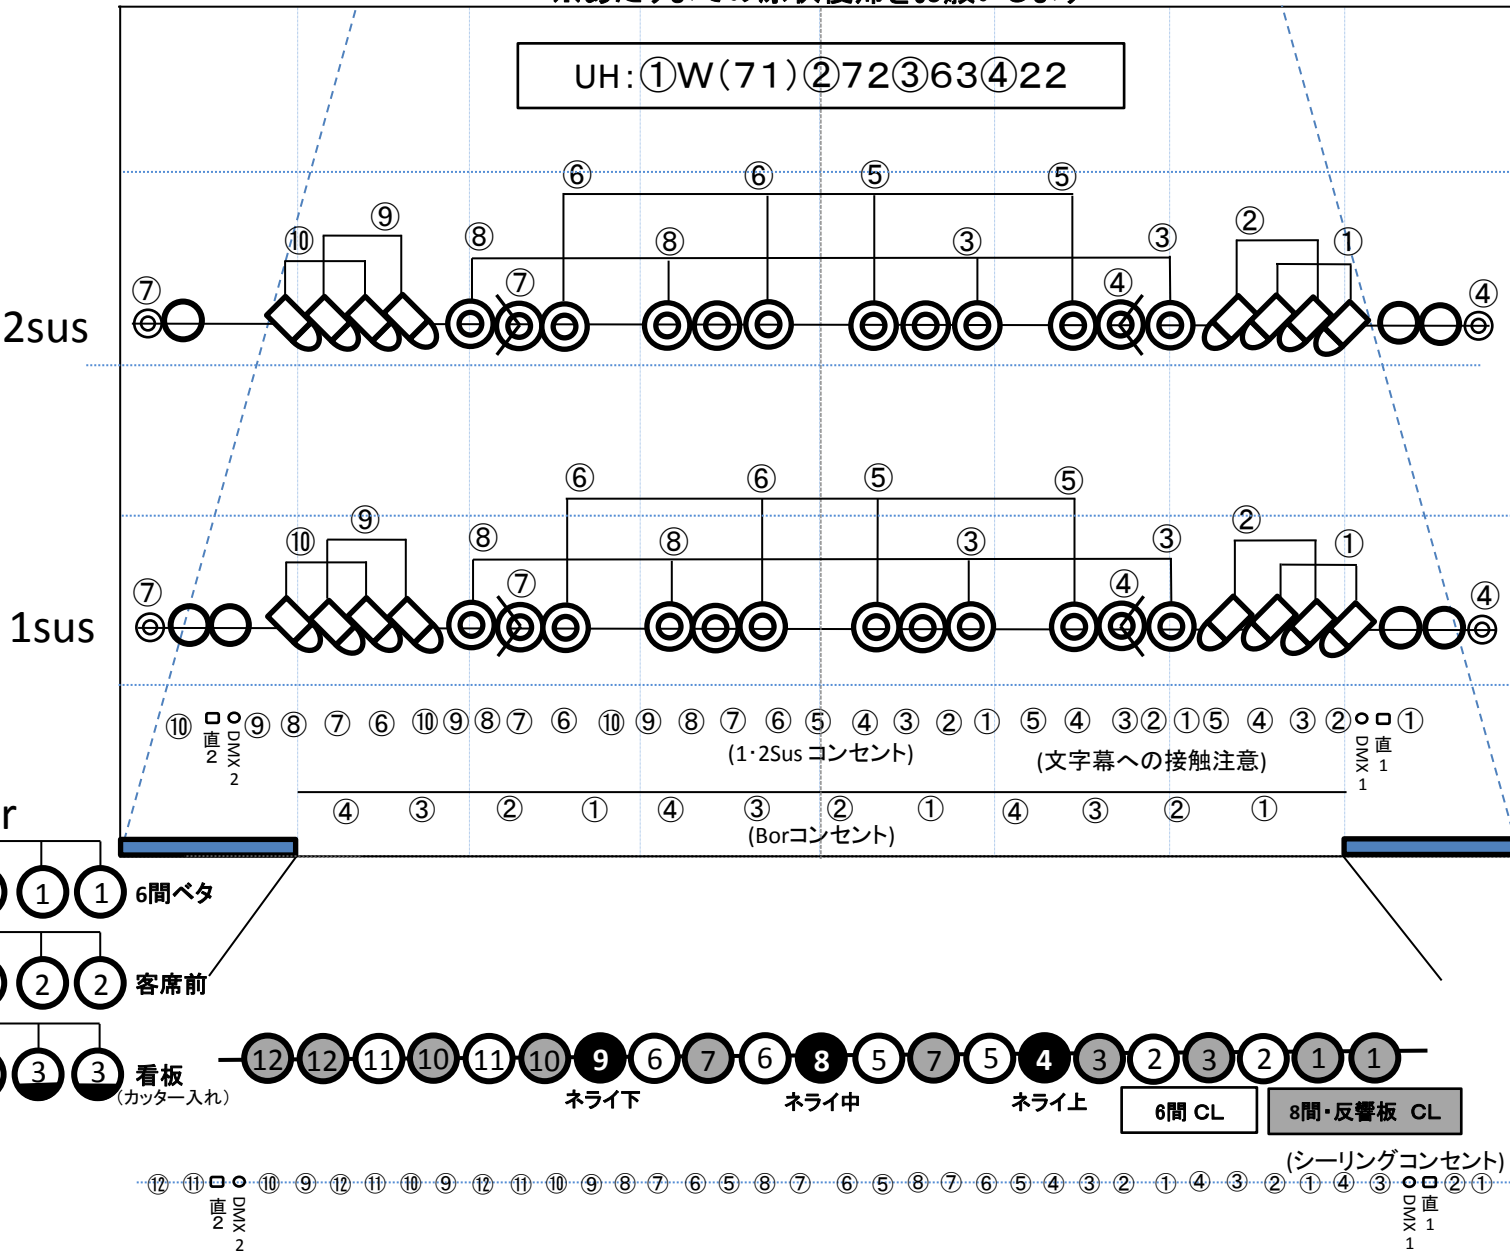 UH:①W(71)②72③63④22
⑥ ⑥ ⑤ ⑤
⑩ ⑨ ⑧ ⑧ ③ ③ ② ①
⑦ ⑦ ④ ④
2sus
⑥ ⑥ ⑤ ⑤
⑩ ⑨ ⑧ ⑧ ③ ③ ② ①
⑦ ⑦ ④ ④
1sus
⑩ 直2 DMX2 ⑨ ⑧ ⑦ ⑥ ⑩ ⑨ ⑧ ⑦ ⑥ ⑩ ⑨ ⑧ ⑦ ⑥ ⑤ ④ ③ ② ① ⑤ ④ ③ ② ① ⑤ ④ ③ ② DMX1 直1 ①
(1・2Sus コンセント) (文字幕への接触注意)
④ ③ ② ① ④ ③ ② ① ④ ③ ② ①
(Borコンセント)
r
1 1 6間ベタ
2 2 客席前
3 3 看板
(カッター入れ)
12 12 11 10 11 10 9 6 7 6 8 5 7 5 4 3 2 3 2 1 1
ネライ下 ネライ中 ネライ上
6間 CL 8間・反響板 CL
(シーリングコンセント)
⑫ ⑪ 直2 DMX2 ⑩ ⑨ ⑫ ⑪ ⑩ ⑨ ⑫ ⑪ ⑩ ⑨ ⑧ ⑦ ⑥ ⑤ ⑧ ⑦ ⑥ ⑤ ⑧ ⑦ ⑥ ⑤ ④ ③ ② ① ④ ③ ② ① ④ ③ DMX1 直1 ② ①